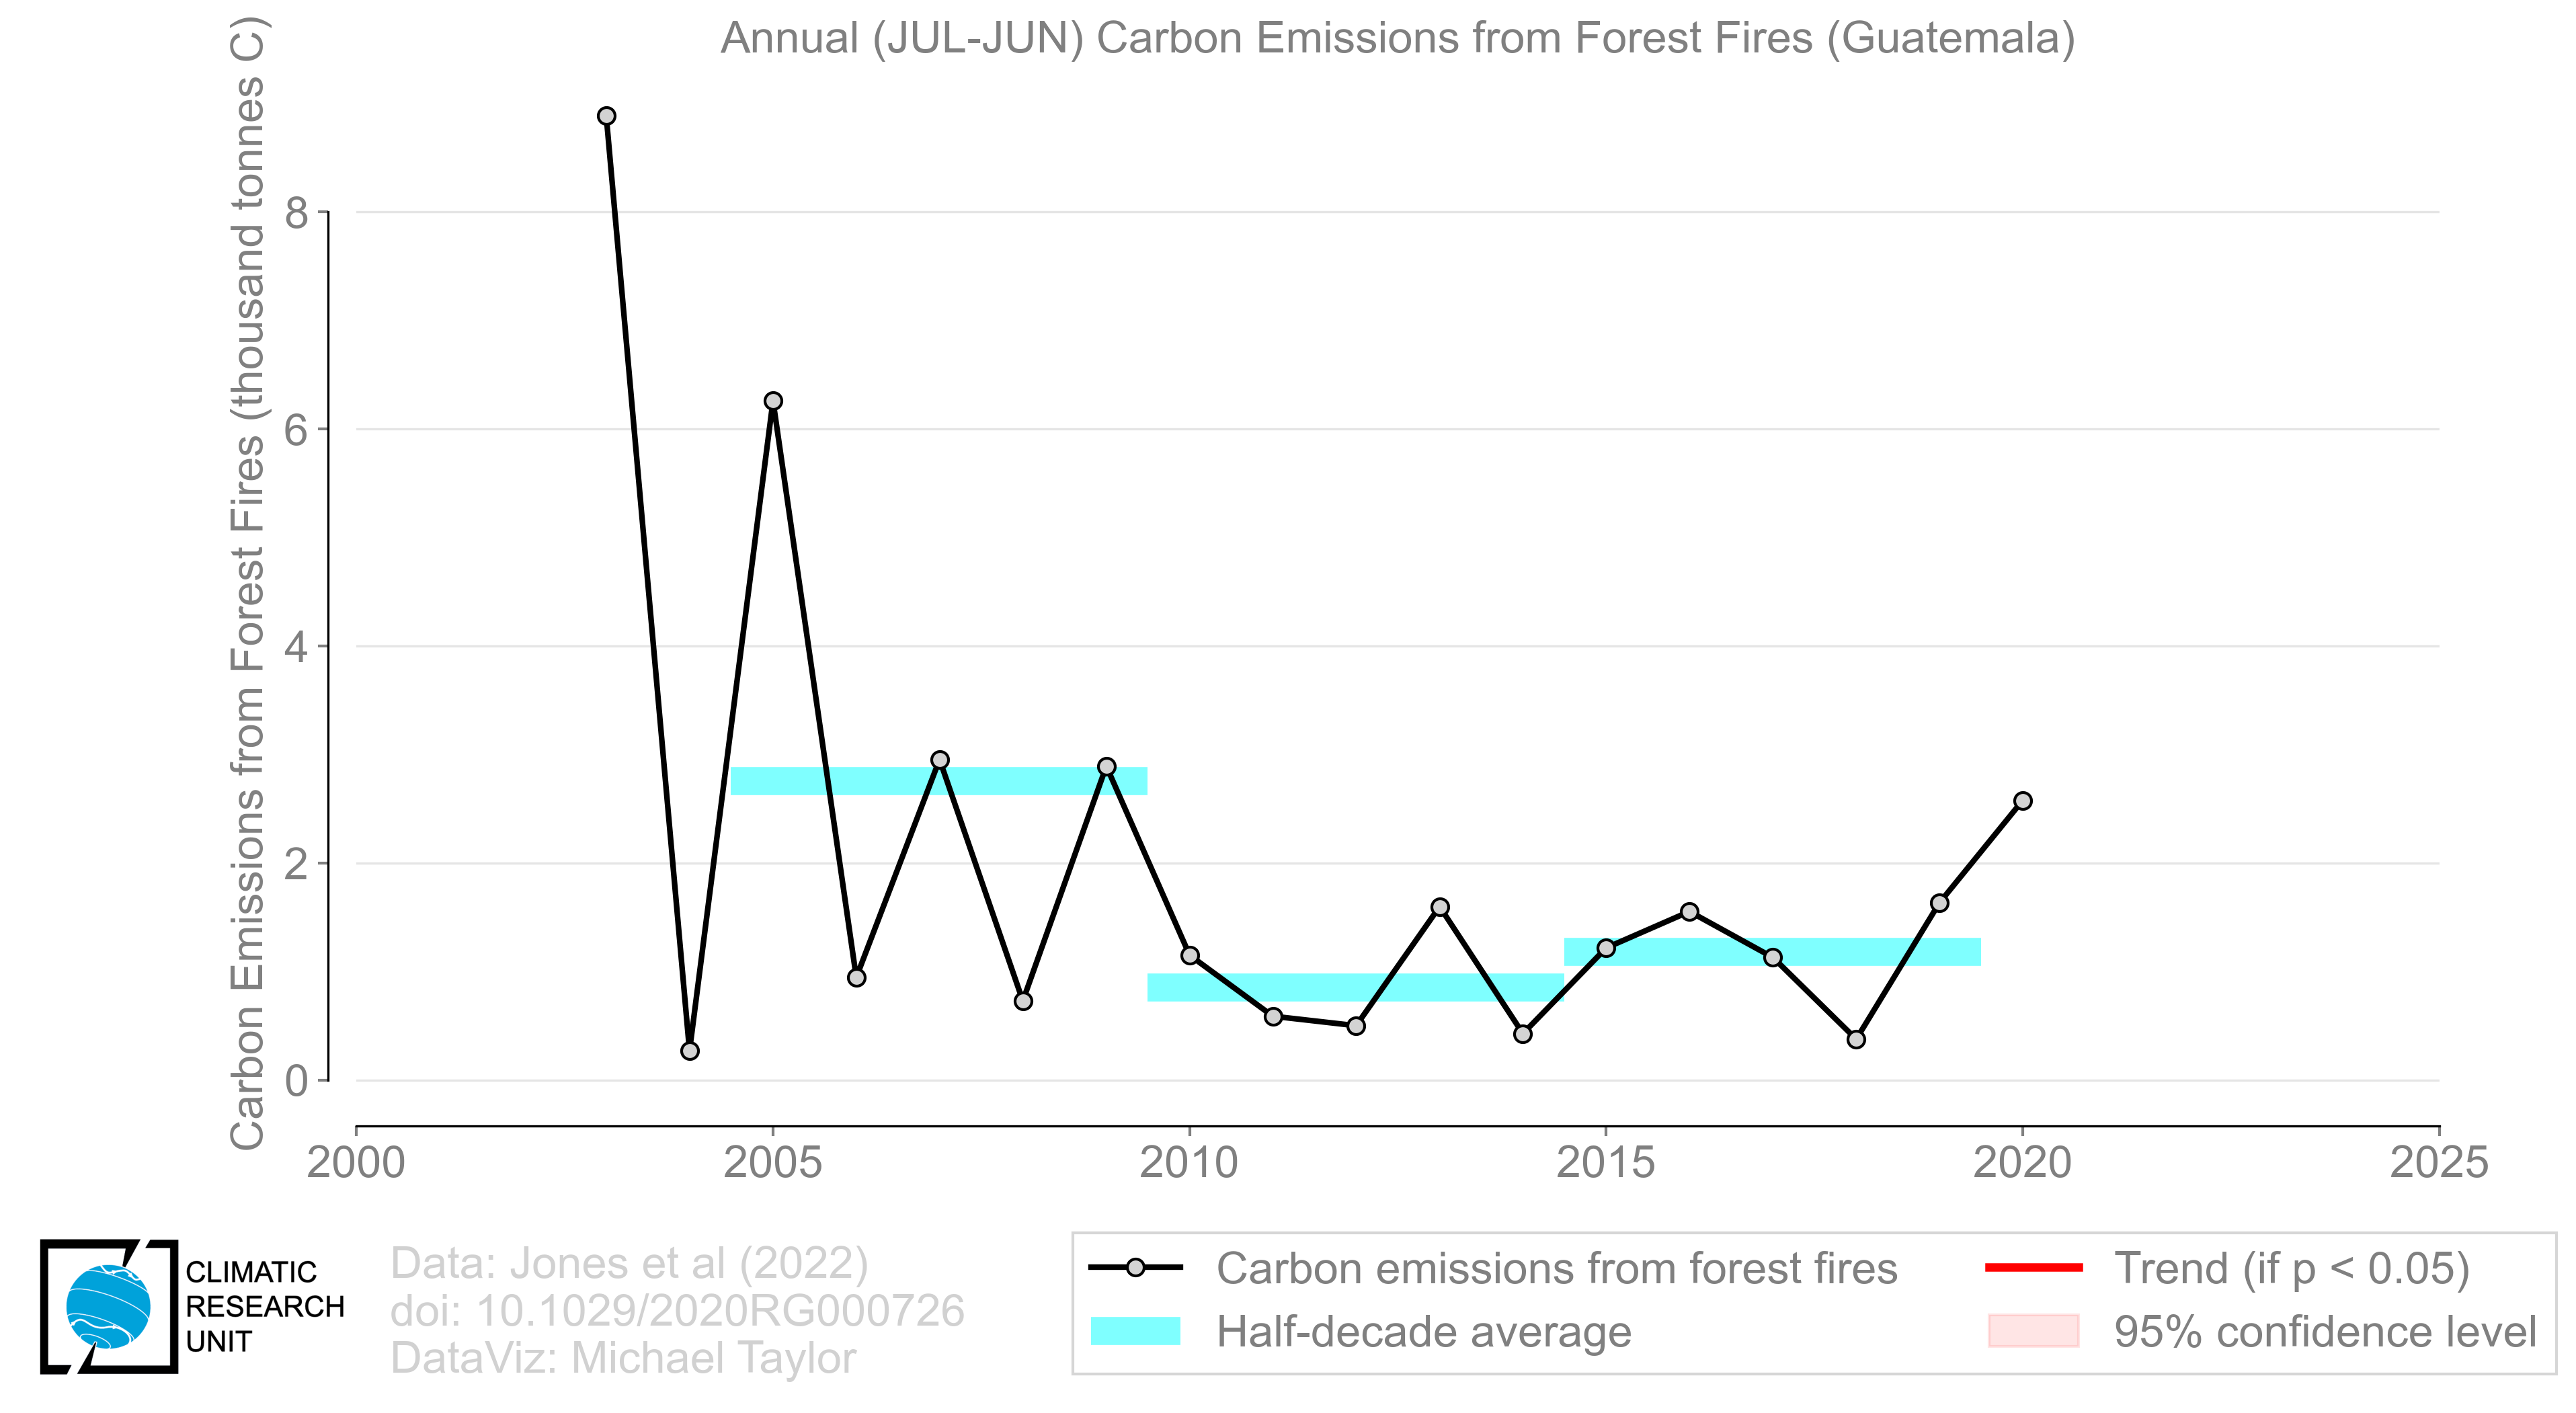 Annual (JUL-JUN) Carbon Emissions from Forest Fires (Guatemala)
Carbon Emissions from Forest Fires (thousand tonnes C)
8
6
4
2
0
2000 2005 2010 2015 2020 2025
CLIMATIC
RESEARCH
UNIT
Data: Jones et al (2022)
doi: 10.1029/2020RG000726
DataViz: Michael Taylor
Carbon emissions from forest fires
Half-decade average
Trend (if p < 0.05)
95% confidence level